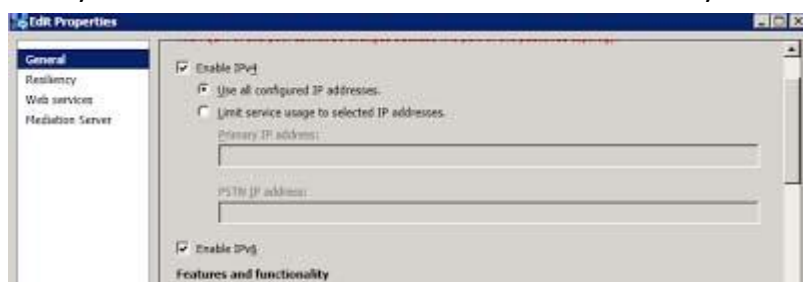 Edit Properties
General
Resiliency
Web services
Mediation Server
Enable IPv4
Use all configured IP addresses.
Limit service usage to selected IP addresses.
Primary IP address:
PSTN IP address:
Enable IPv6
Features and functionality